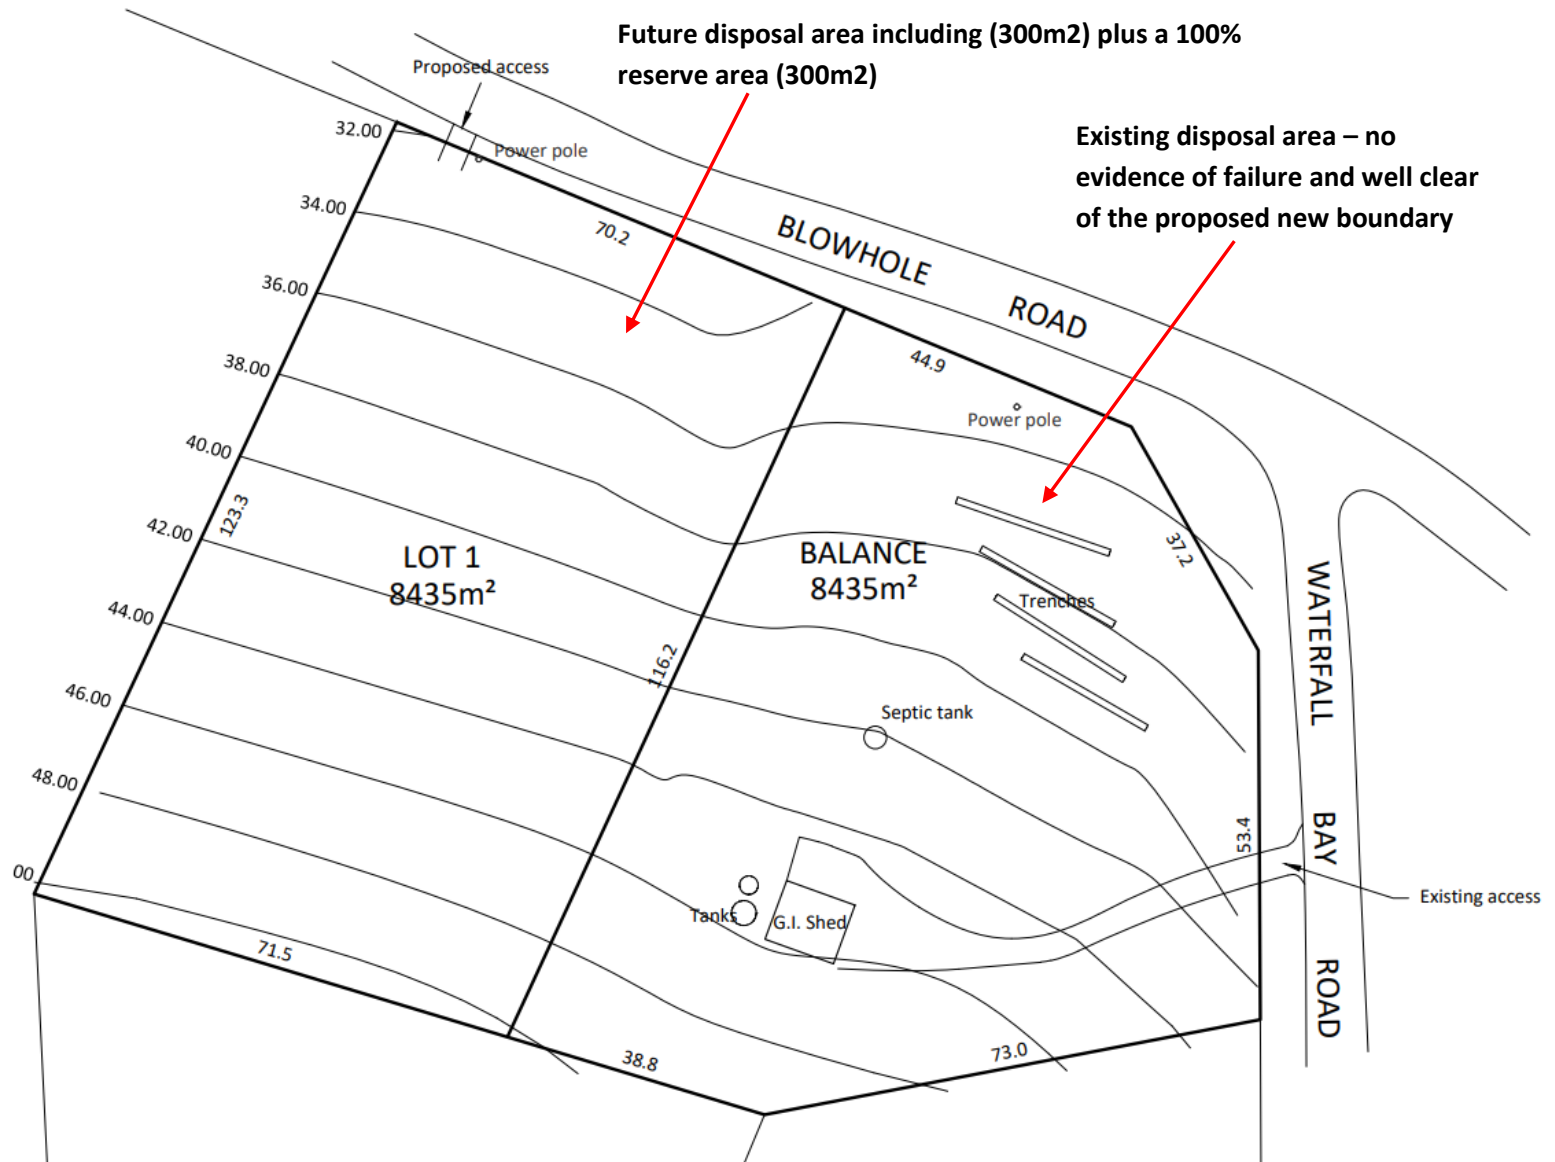 Future disposal area including (300m2) plus a 100%
reserve area (300m2)
Proposed access
Existing disposal area – no
evidence of failure and well clear
of the proposed new boundary
32.00
Power pole
34.00
70.2
BLOWHOLE
ROAD
36.00
44.9
38.00
Power pole
40.00
123.3
42.00
37.2
LOT 1
8435m²
BALANCE
8435m²
WATERFALL
BAY
ROAD
Trenches
44.00
116.2
46.00
Septic tank
48.00
53.4
00
Tanks
G.I. Shed
Existing access
71.5
38.8
73.0